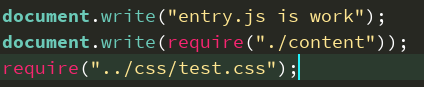 document.write("entry.js is work");
document.write(require("./content"));
require("../css/test.css");